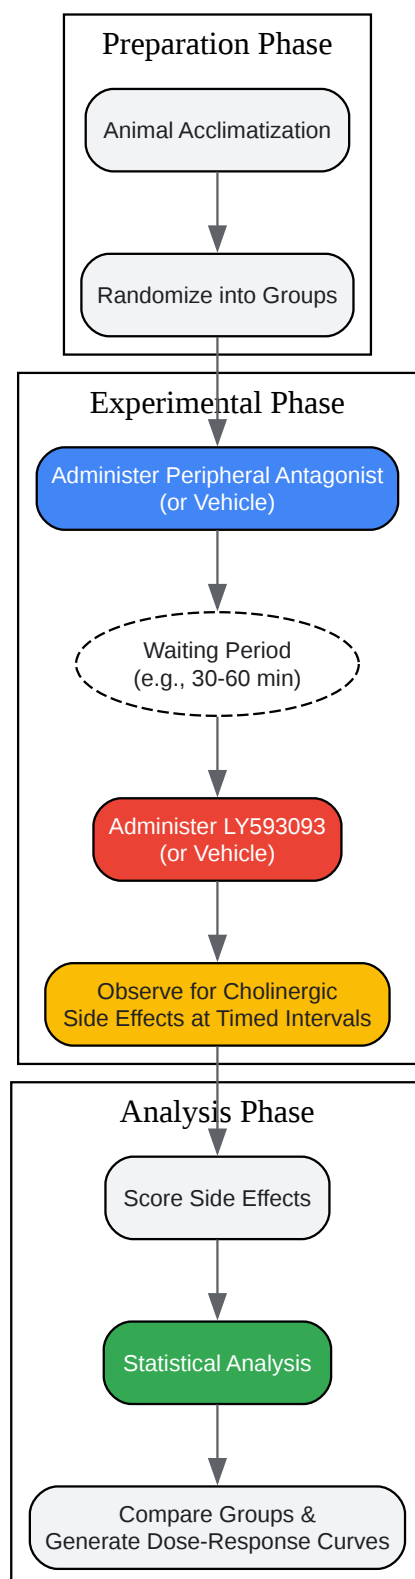 Preparation Phase
Animal Acclimatization
Randomize into Groups
Experimental Phase
Administer Peripheral Antagonist
(or Vehicle)
Waiting Period
(e.g., 30-60 min)
Administer LY593093
(or Vehicle)
Observe for Cholinergic
Side Effects at Timed Intervals
Analysis Phase
Score Side Effects
Statistical Analysis
Compare Groups &
Generate Dose-Response Curves